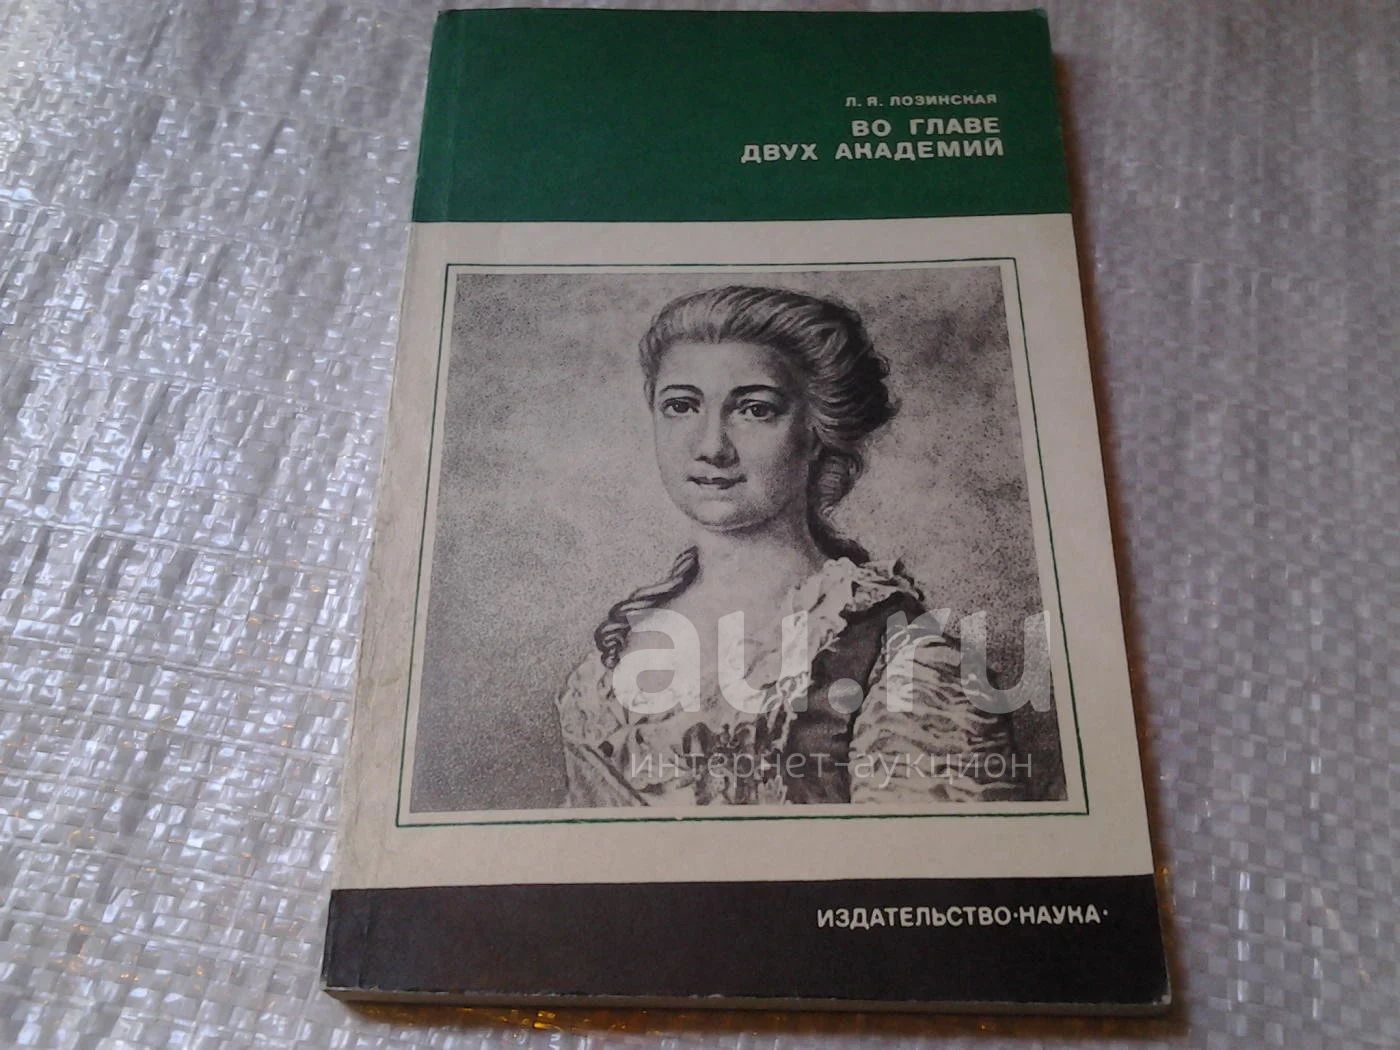 Л. Я. ЛОЗИНСКАЯ
ВО ГЛАВЕ
ДВУХ АКАДЕМИЙ
au.ru
интернет-аукцион
ИЗДАТЕЛЬСТВО·НАУКА·